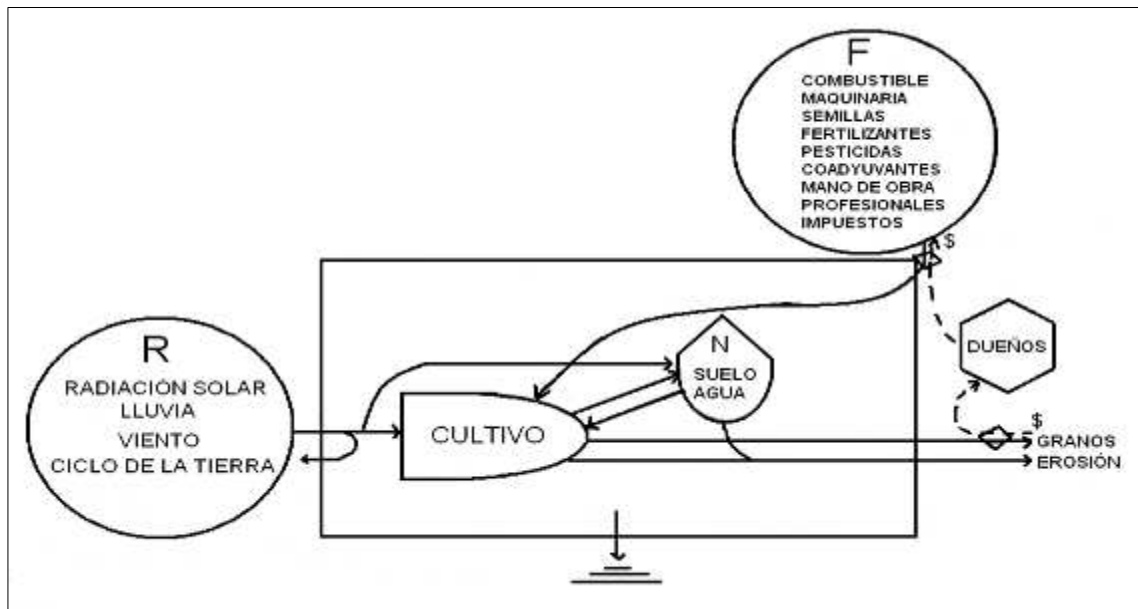 F
COMBUSTIBLE
MAQUINARIA
SEMILLAS
FERTILIZANTES
PESTICIDAS
COADYUVANTES
MANO DE OBRA
PROFESIONALES
IMPUESTOS
$
R
RADIACIÓN SOLAR
LLUVIA
VIENTO
CICLO DE LA TIERRA
CULTIVO
N
SUELO
AGUA
DUEÑOS
$
GRANOS
EROSIÓN